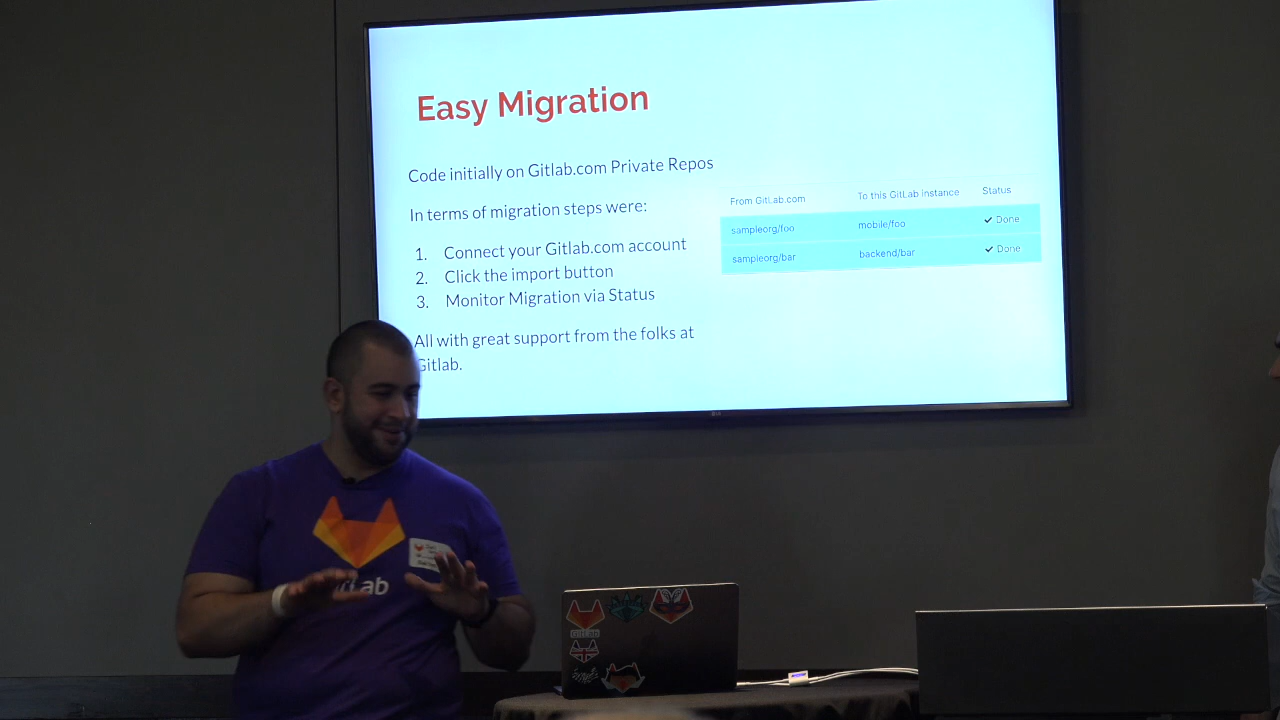 Easy Migration
Code initially on Gitlab.com Private Repos
In terms of migration steps were:
1. Connect your Gitlab.com account
2. Click the import button
3. Monitor Migration via Status
All with great support from the folks at
Gitlab.
From GitLab.com To this GitLab instance Status
sampleorg/foo mobile/foo ✔ Done
sampleorg/bar backend/bar ✔ Done
LG
GitLab